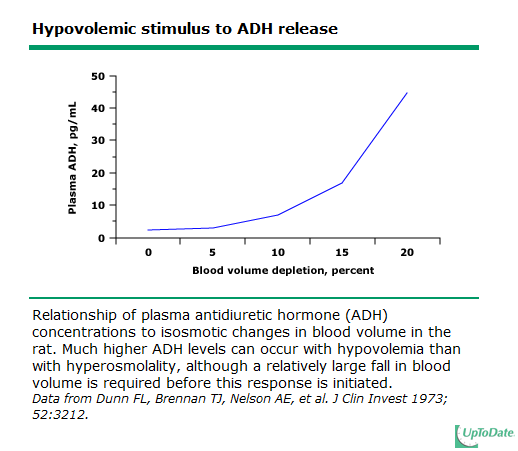 Hypovolemic stimulus to ADH release
50
40
30
20
10
0
Plasma ADH, pg/mL
0 5 10 15 20
Blood volume depletion, percent
Relationship of plasma antidiuretic hormone (ADH)
concentrations to isosmotic changes in blood volume in the
rat. Much higher ADH levels can occur with hypovolemia than
with hyperosmolality, although a relatively large fall in blood
volume is required before this response is initiated.
Data from Dunn FL, Brennan TJ, Nelson AE, et al. J Clin Invest 1973;
52:3212.
UpToDate